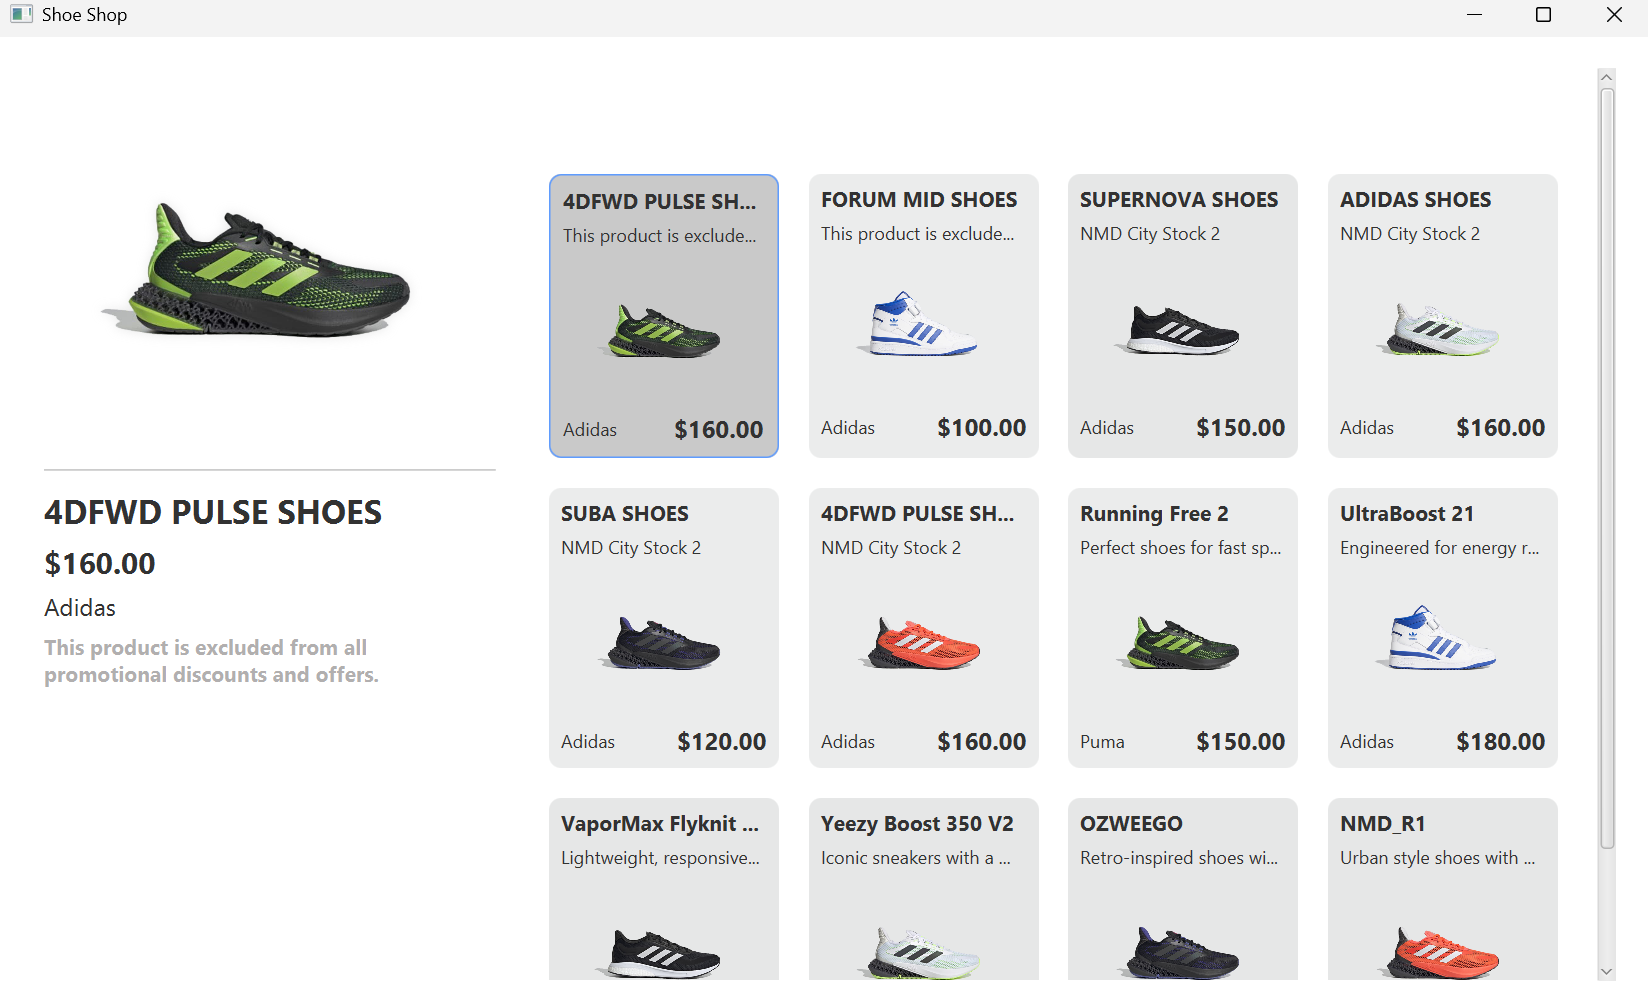 Shoe Shop
4DFWD PULSE SHOES
$160.00
Adidas
This product is excluded from all
promotional discounts and offers.
4DFWD PULSE SH...
This product is exclude...
Adidas
$160.00
FORUM MID SHOES
This product is exclude...
Adidas
$100.00
SUPERNOVA SHOES
NMD City Stock 2
Adidas
$150.00
ADIDAS SHOES
NMD City Stock 2
Adidas
$160.00
SUBA SHOES
NMD City Stock 2
Adidas
$120.00
4DFWD PULSE SH...
NMD City Stock 2
Adidas
$160.00
Running Free 2
Perfect shoes for fast sp...
Puma
$150.00
UltraBoost 21
Engineered for energy r...
Adidas
$180.00
VaporMax Flyknit ...
Lightweight, responsive...
Yeezy Boost 350 V2
Iconic sneakers with a ...
OZWEEGO
Retro-inspired shoes wi...
NMD_R1
Urban style shoes with ...